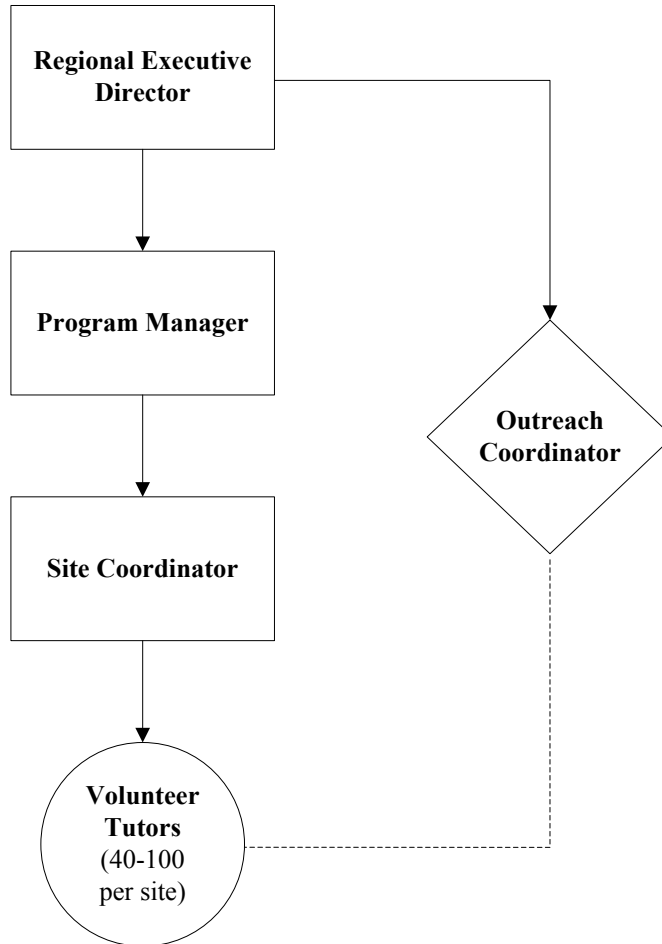 Regional Executive
Director
Program Manager
Outreach
Coordinator
Site Coordinator
Volunteer
Tutors
(40-100
per site)